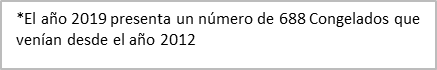 *El año 2019 presenta un número de 688 Congelados que
venían desde el año 2012